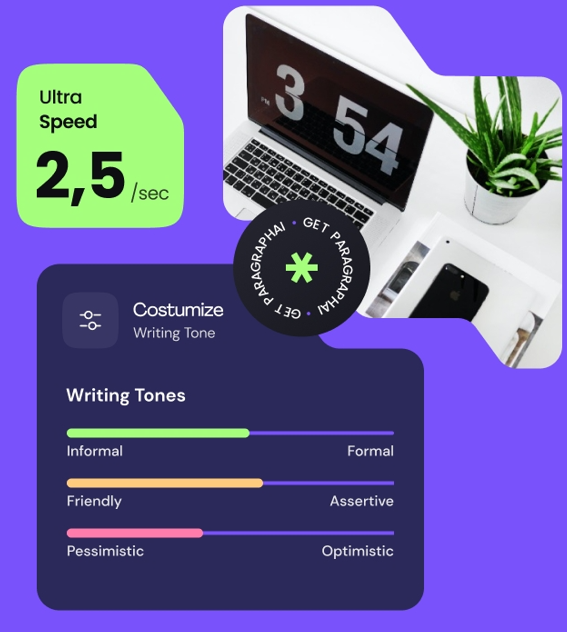 Ultra
Speed
2,5 /sec
PM 3 54
GET PARAGRAPHAI • GET PARAGRAPHAI •
Costumize
Writing Tone
Writing Tones
Informal Formal
Friendly Assertive
Pessimistic Optimistic